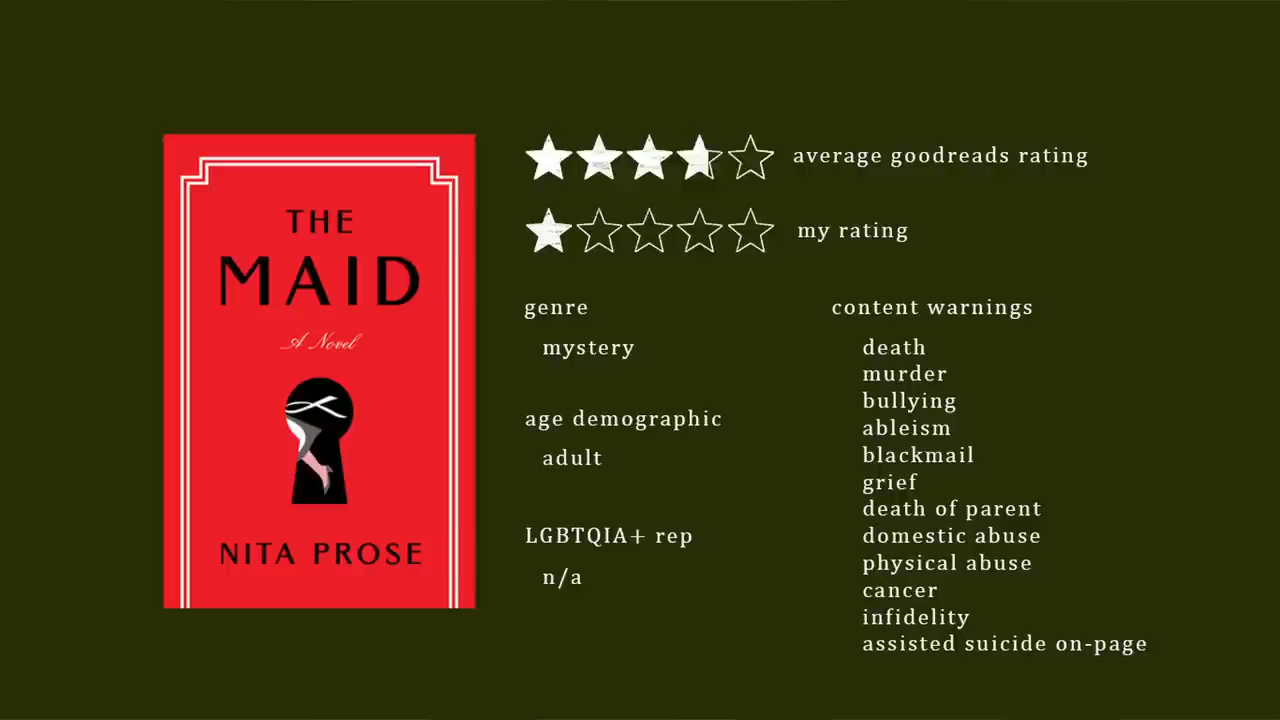 THE
MAID
A Novel
NITA PROSE
average goodreads rating
my rating
genre
mystery
age demographic
adult
LGBTQIA+ rep
n/a
content warnings
death
murder
bullying
ableism
blackmail
grief
death of parent
domestic abuse
physical abuse
cancer
infidelity
assisted suicide on-page